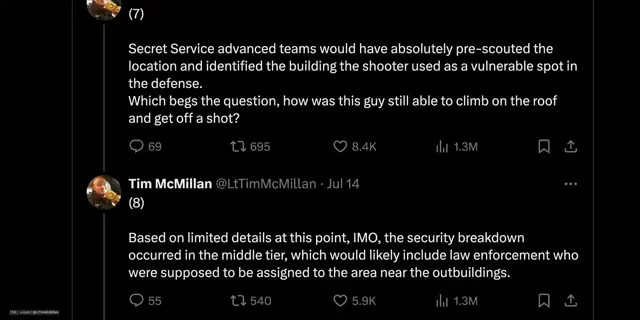 (7)
Secret Service advanced teams would have absolutely pre-scouted the
location and identified the building the shooter used as a vulnerable spot in
the defense.
Which begs the question, how was this guy still able to climb on the roof
and get off a shot?
69 695 8.4K 1.3M
Tim McMillan @LtTimMcMillan · Jul 14
(8)
Based on limited details at this point, IMO, the security breakdown
occurred in the middle tier, which would likely include law enforcement who
were supposed to be assigned to the area near the outbuildings.
55 540 5.9K 1.3M